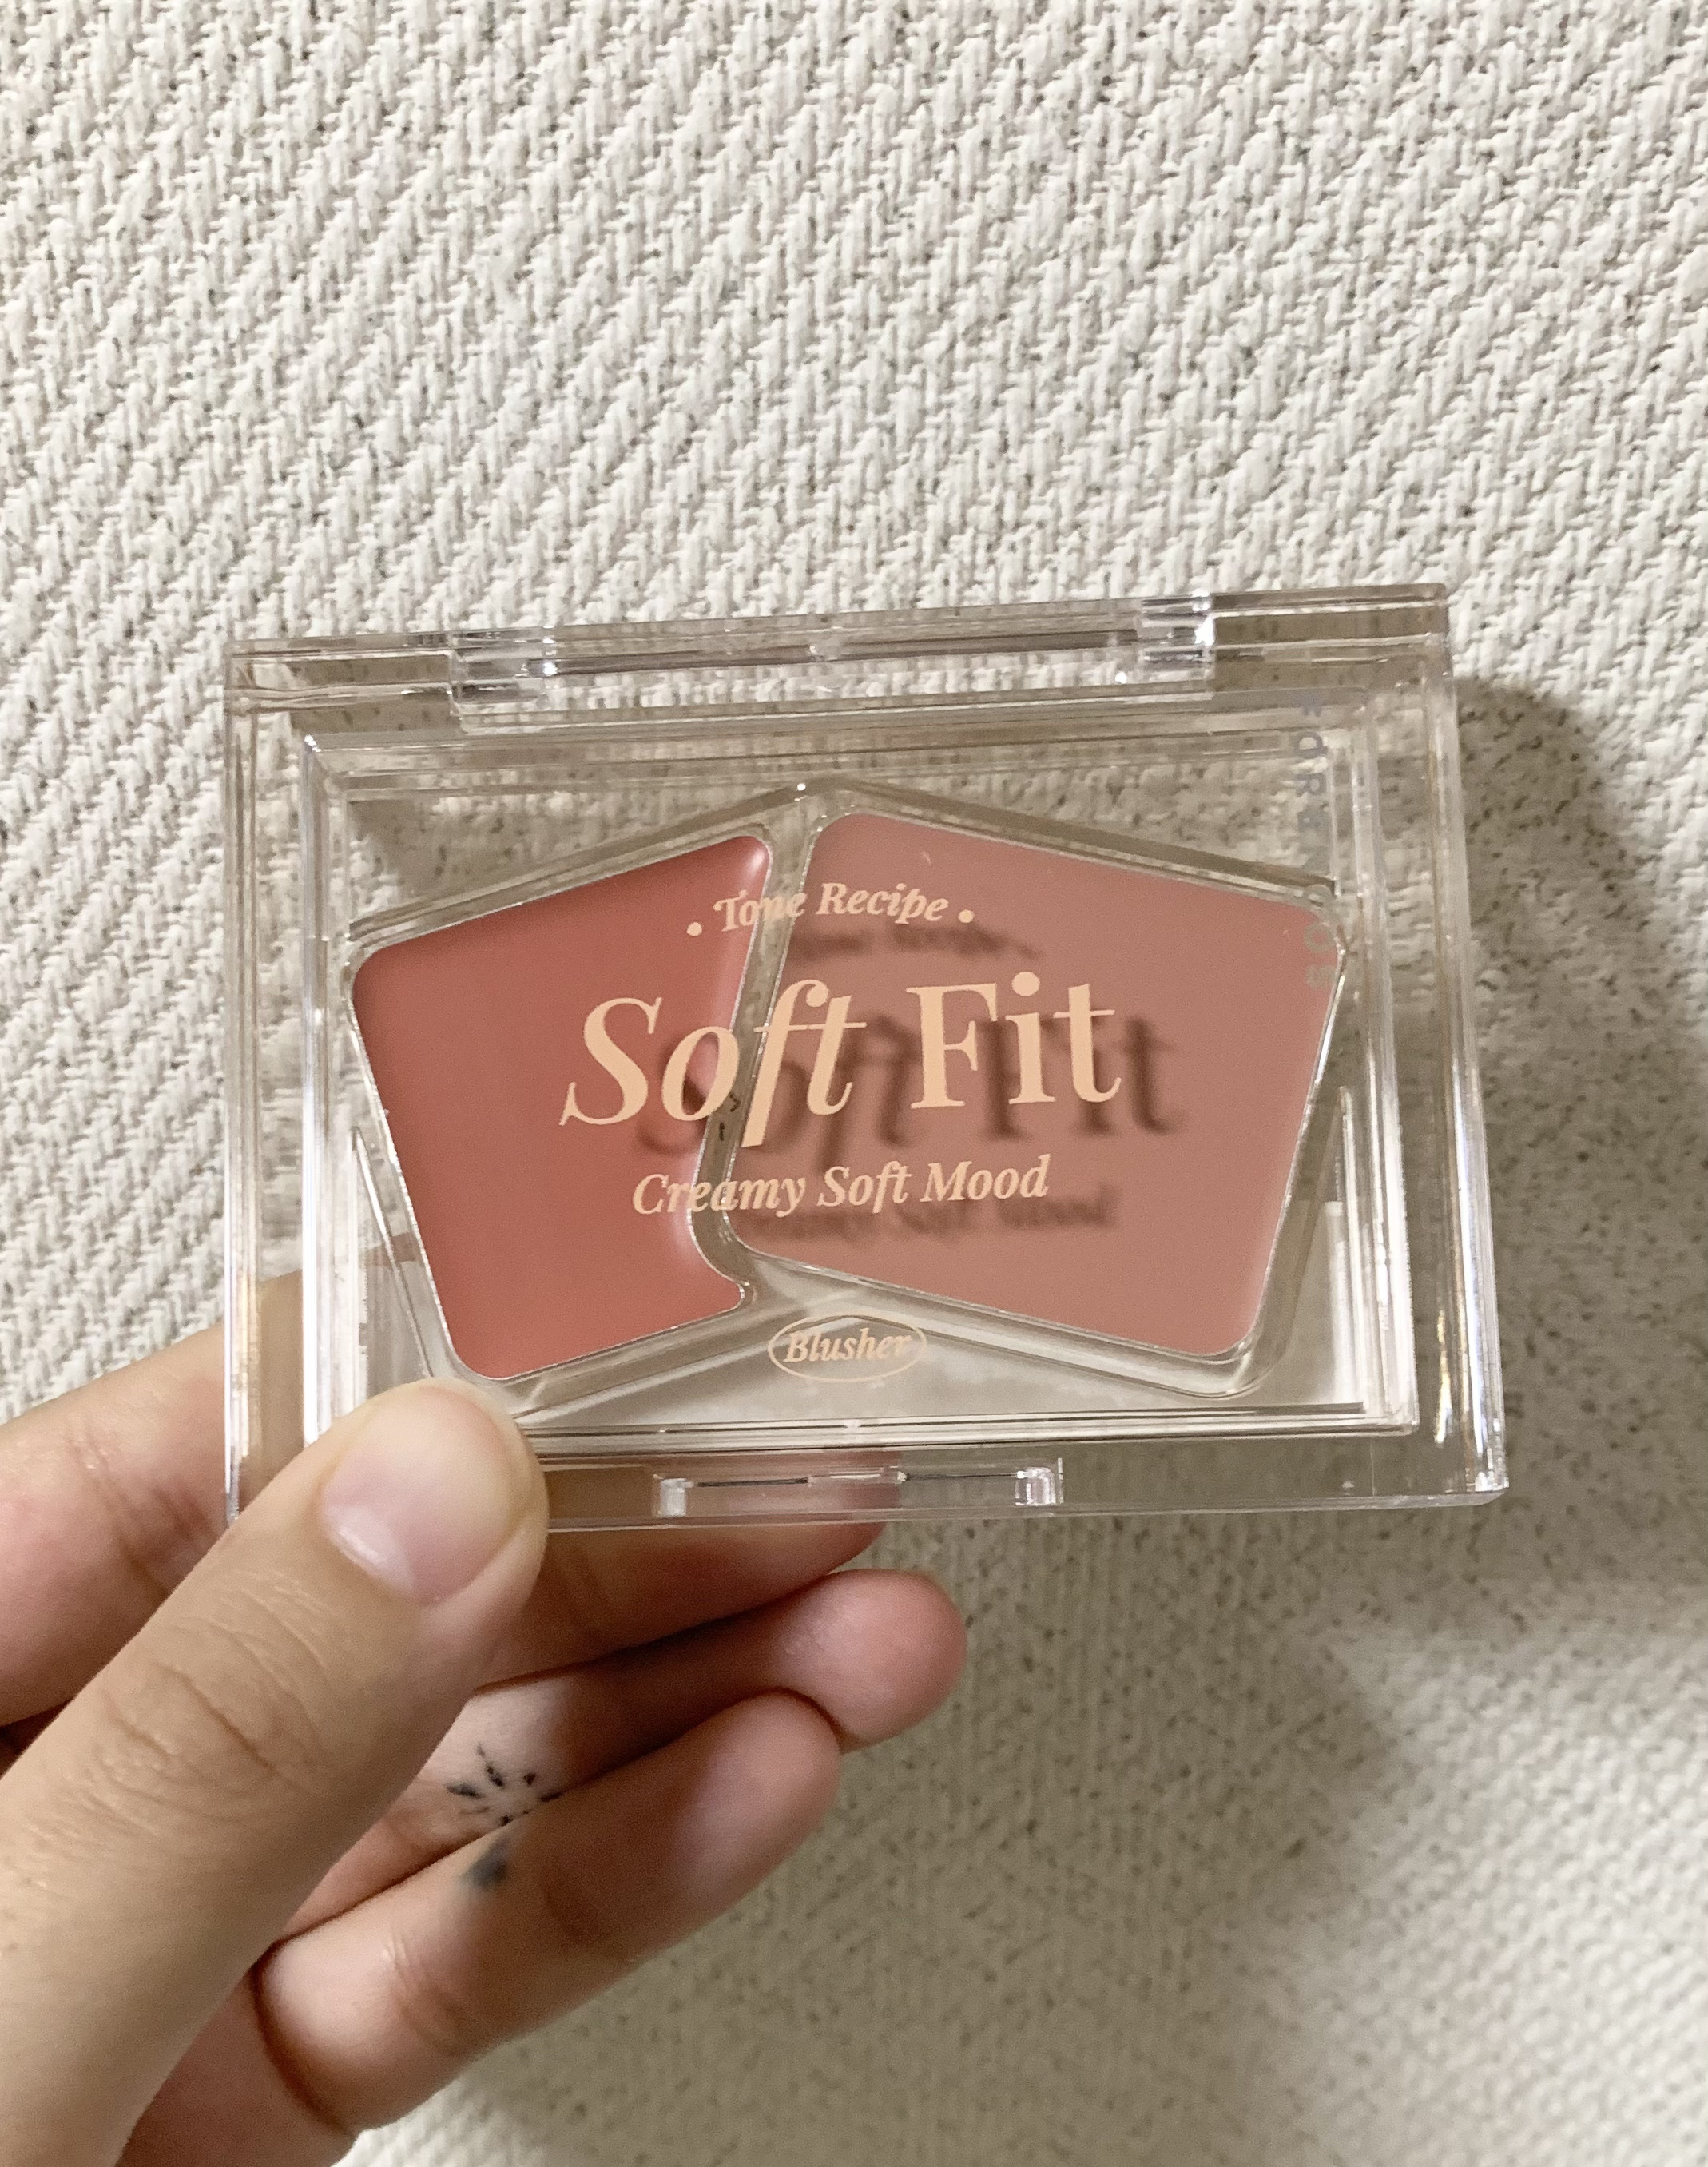 • Tone Recipe •
Soft Fit
Creamy Soft Mood
Blusher